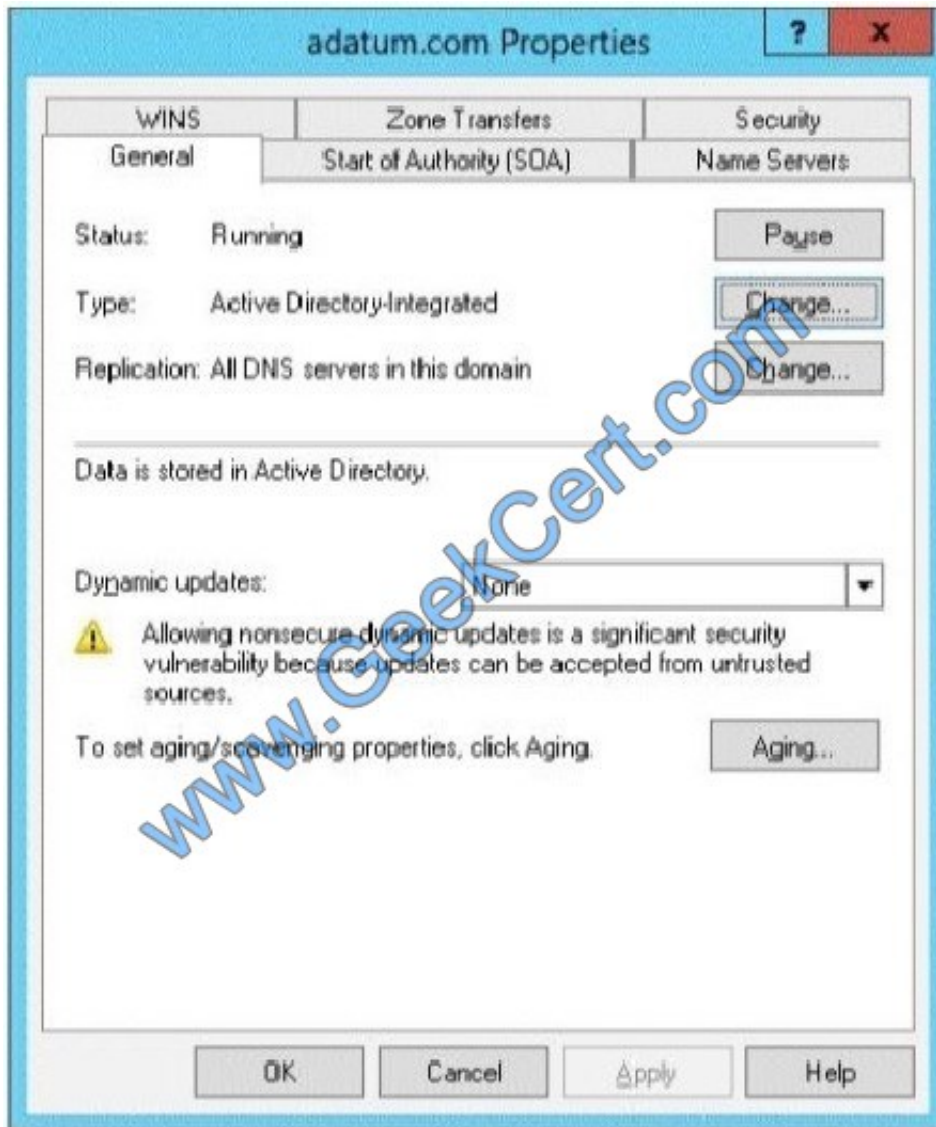 adatum.com Properties
?
X
WINS
Zone Transfers
Security
General
Start of Authority (SOA)
Name Servers
Status: Running
Pause
Type: Active Directory-Integrated
Change...
Replication: All DNS servers in this domain
Change...
Data is stored in Active Directory.
Dynamic updates:
None
Allowing nonsecure dynamic updates is a significant security
vulnerability because updates can be accepted from untrusted
sources.
To set aging/scavenging properties, click Aging.
Aging...
OK
Cancel
Apply
Help
www.GeekCert.com